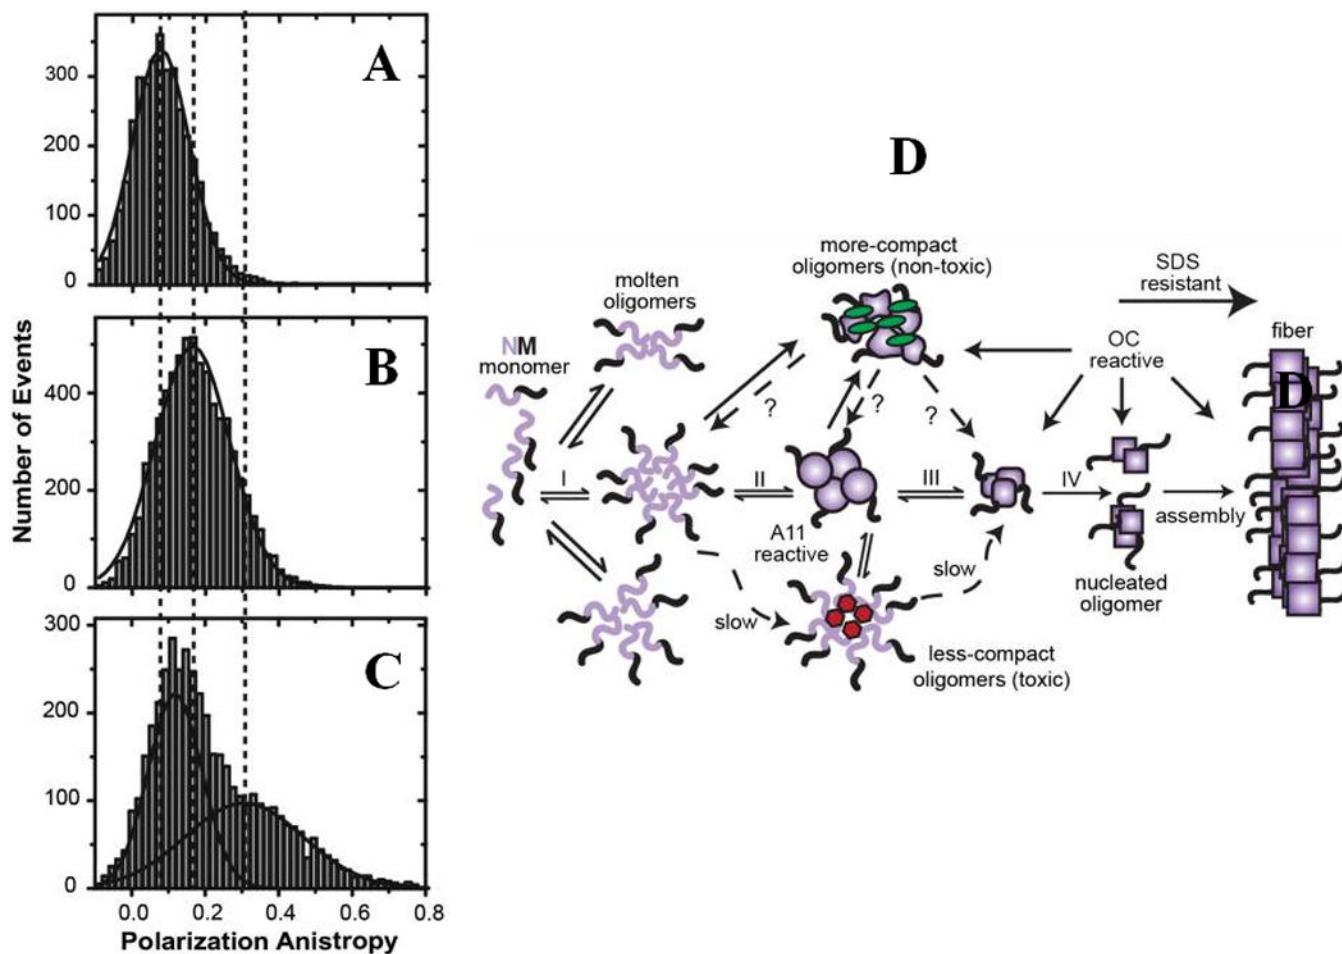 A
300
200
100
0
B
400
200
0
C
300
200
100
0
0.0 0.2 0.4 0.6 0.8
Polarization Anistropy
Number of Events
D
more-compact
oligomers (non-toxic)
molten
oligomers
NM
monomer
SDS
resistant
OC
reactive
fiber
D
?
?
?
I
II
III
IV
A11
reactive
assembly
slow
slow
nucleated
oligomer
less-compact
oligomers (toxic)